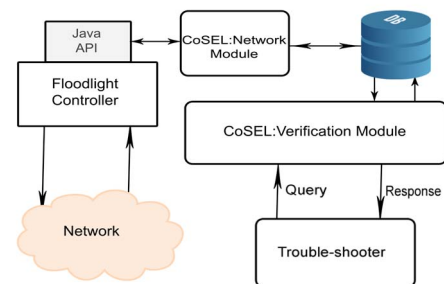 Java
API
CoSEL:Network
Module
DB
Floodlight
Controller
CoSEL:Verification Module
Query
Response
Network
Trouble-shooter